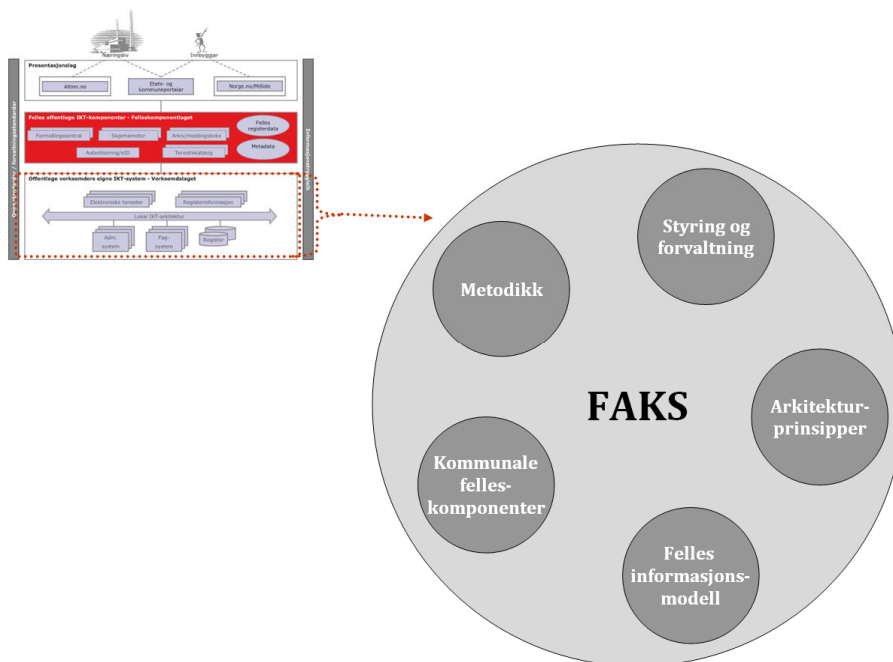 Næringsliv
Innbyggjar
Presentasjonslag
Altinn.no
Etats- og
kommuneportalar
Norge.no/MiSide
Felles offentlege IKT-komponentar - Felleskomponentlaget
Felles
registerdata
Formidlingssentral
Skjemamotor
Arkiv/meldingsboks
Metadata
Autentisering/eID
Tenestekatalog
Offentlege verksemders eigne IKT-system - Verksemdslaget
Elektroniske tenester
Registerinformasjon
Lokal IKT-arkitektur
Adm.
system
Fag-
system
Register
Styring og
forvaltning
Metodikk
FAKS
Arkitektur-
prinsipper
Kommunale
felles-
komponenter
Felles
informasjons-
modell